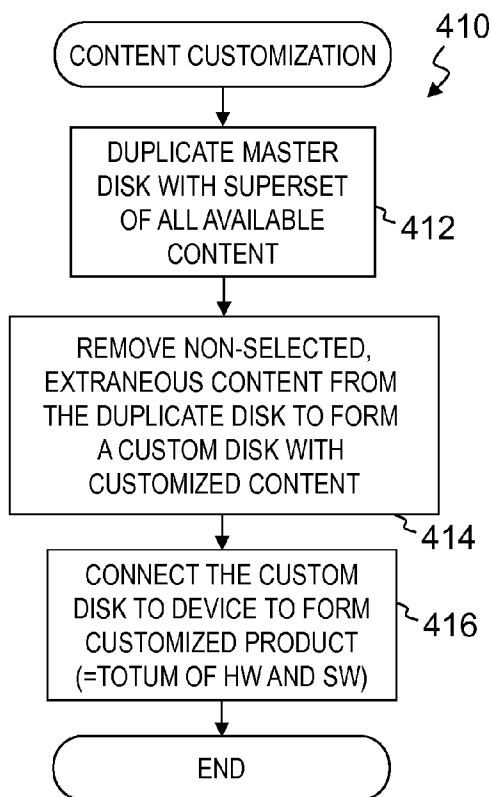 410
CONTENT CUSTOMIZATION
DUPLICATE MASTER
DISK WITH SUPERSET
OF ALL AVAILABLE
CONTENT
412
REMOVE NON-SELECTED,
EXTRANEOUS CONTENT FROM
THE DUPLICATE DISK TO FORM
A CUSTOM DISK WITH
CUSTOMIZED CONTENT
414
CONNECT THE CUSTOM
DISK TO DEVICE TO FORM
CUSTOMIZED PRODUCT
(=TOTUM OF HW AND SW)
416
END